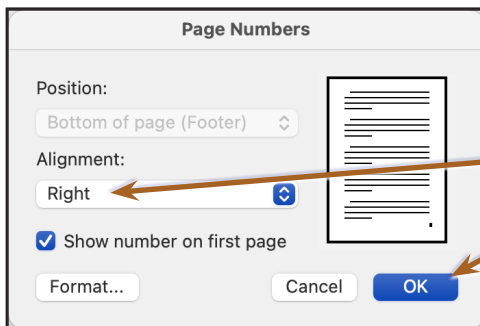 Page Numbers
Position:
Bottom of page (Footer)
Alignment:
Right
Show number on first page
Format...
Cancel
OK